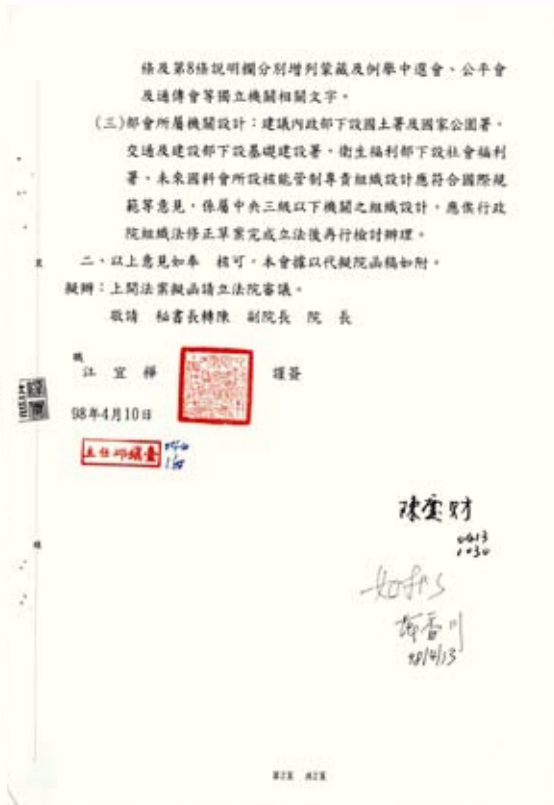 條及第8條說明欄分別增列蒙藏及例舉中選會、公平會
及通傳會等獨立機關相關文字。
(三)部會所屬機關設計：建議內政部下設國土署及國家公園署、
交通及建設部下設基礎建設署，衛生福利部下設社會福利
署、未來國科會所設核能管制專責組織設計應符合國際規
範等意見，係屬中央三級以下機關之組織設計，應俟行政
院組織法修正草案完成立法後再行檢討辦理。
二、以上意見如奉 核可，本會據以代擬院函稿如附。
擬辦：上開法案擬函請立法院審議。
敬請 秘書長轉陳 副院長 院 長
職
江 宜 樺 謹簽
98年4月10日
0413
1030
98/4/13
第2頁 共2頁